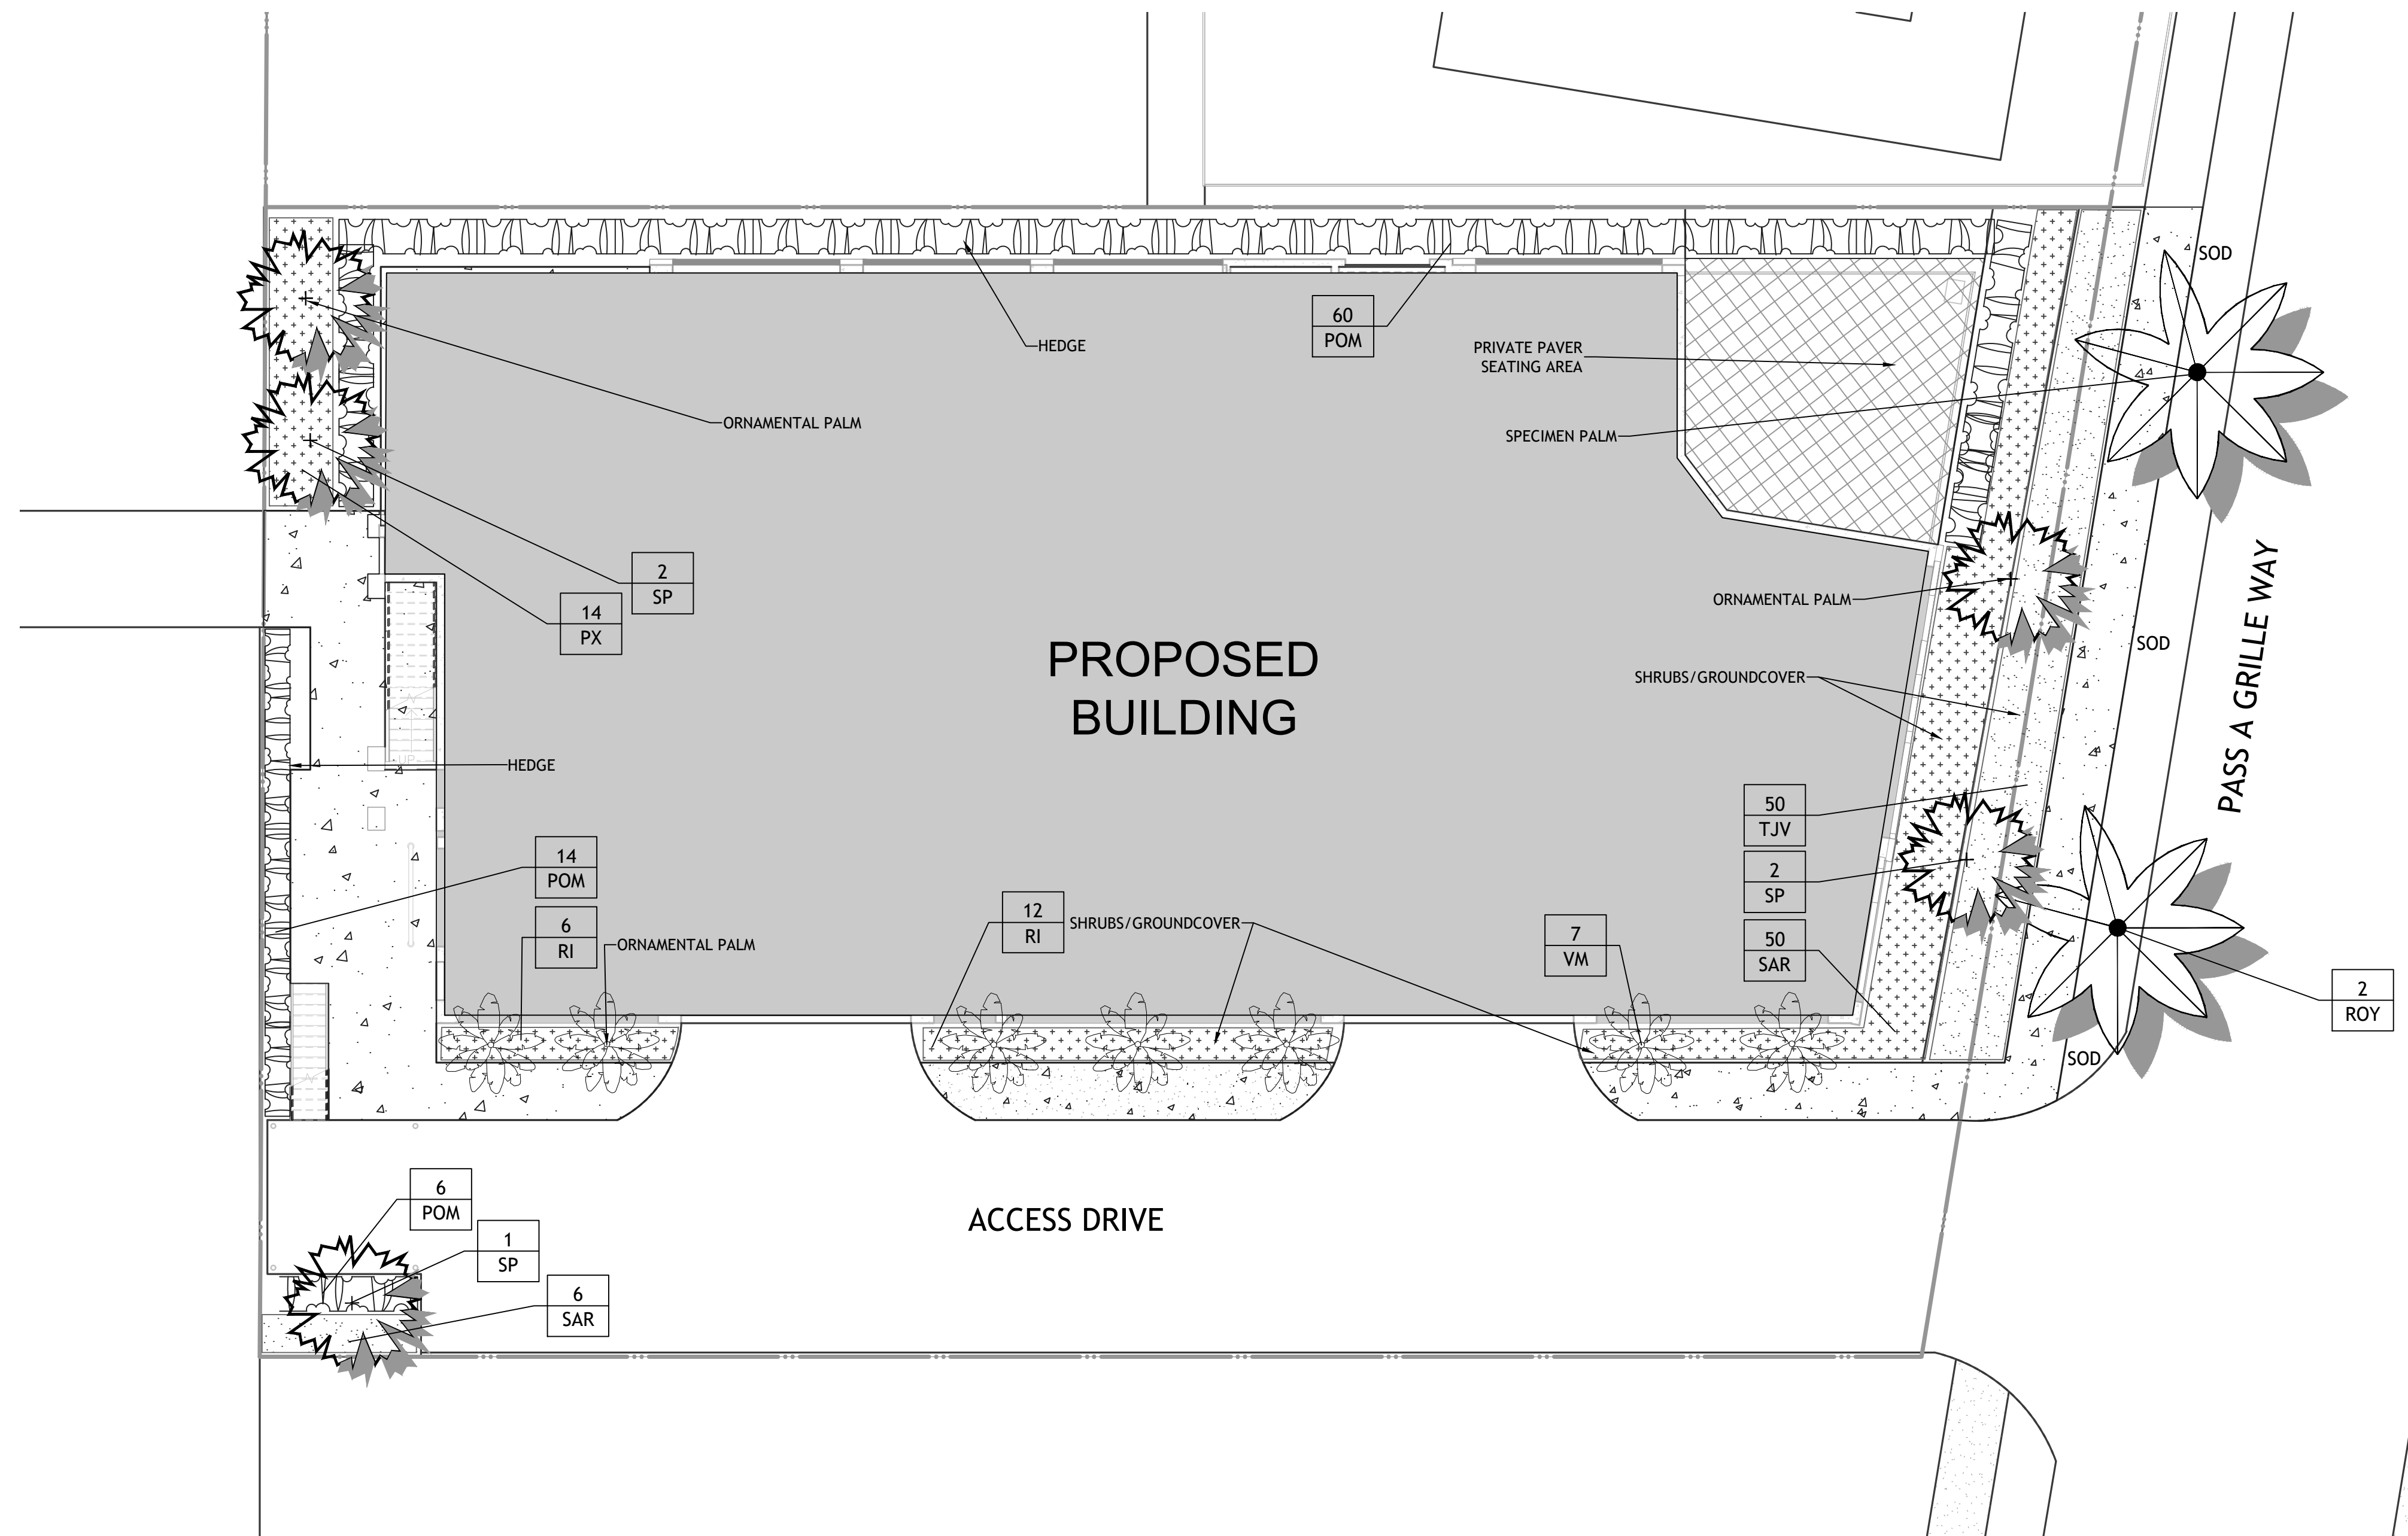 SOD
60
POM
HEDGE
PRIVATE PAVER
SEATING AREA
ORNAMENTAL PALM
SPECIMEN PALM
2
SP
14
PX
ORNAMENTAL PALM
SOD
PASS A GRILLE WAY
PROPOSED
BUILDING
SHRUBS/GROUNDCOVER
UP
HEDGE
50
TJV
14
POM
2
SP
6
RI
ORNAMENTAL PALM
12
RI
SHRUBS/GROUNDCOVER
7
VM
50
SAR
2
ROY
SOD
6
POM
ACCESS DRIVE
1
SP
6
SAR